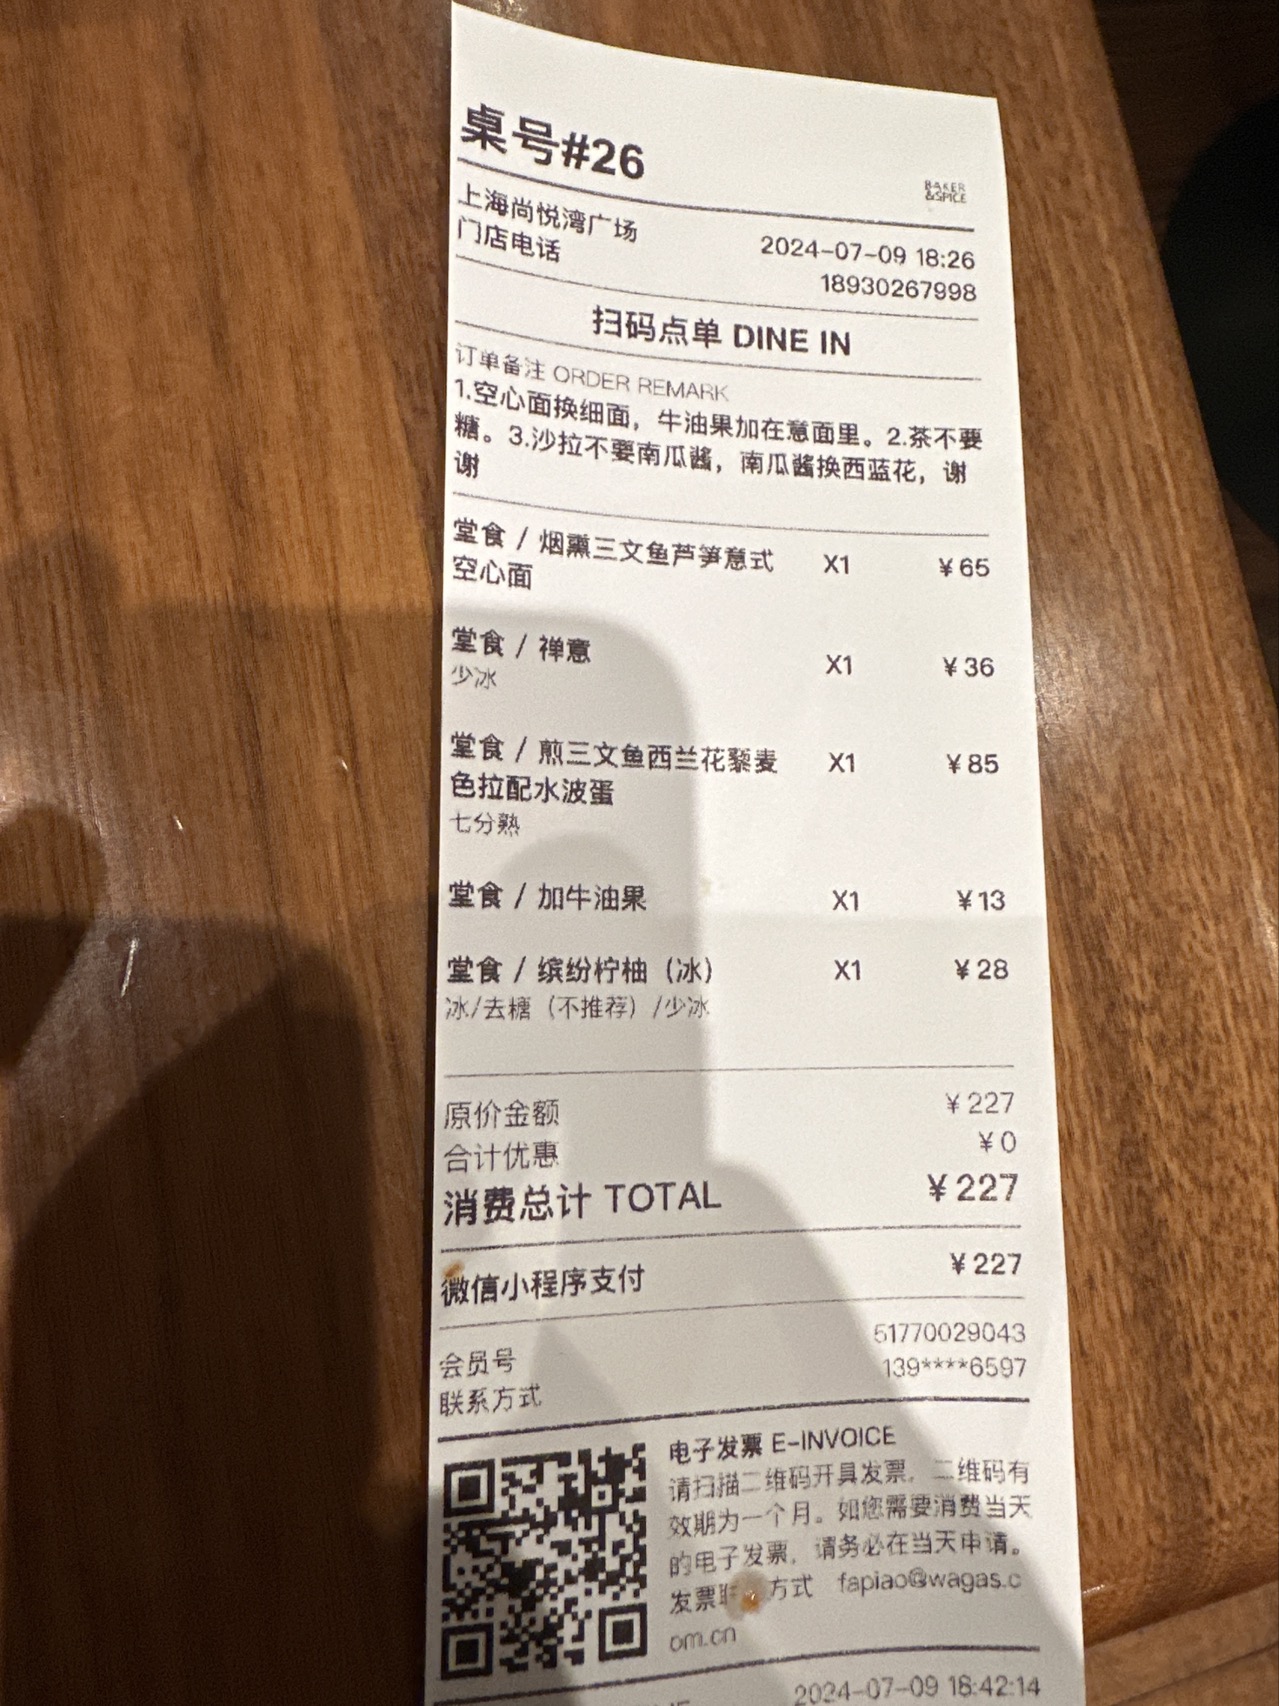 桌号#26
BAKER
&SPICE
上海尚悦湾广场 2024-07-09 18:26
门店电话 18930267998
扫码点单 DINE IN
订单备注 ORDER REMARK
1.空心面换细面，牛油果加在意面里。2.茶不要
糖。3.沙拉不要南瓜酱，南瓜酱换西蓝花，谢
谢
堂食 / 烟熏三文鱼芦笋意式 X1 ¥65
空心面
堂食 / 禅意 X1 ¥36
少冰
堂食 / 煎三文鱼西兰花藜麦 X1 ¥85
色拉配水波蛋
七分熟
堂食 / 加牛油果 X1 ¥13
堂食 / 缤纷柠柚（冰） X1 ¥28
冰/去糖（不推荐）/少冰
原价金额 ¥227
合计优惠 ¥0
消费总计 TOTAL ¥227
微信小程序支付 ¥227
会员号 51770029043
联系方式 139****6597
电子发票 E-INVOICE
请扫描二维码开具发票，二维码有
效期为一个月。如您需要消费当天
的电子发票，请务必在当天申请。
发票联 方式 fapiao@wagas.c
om.cn
2024-07-09 18:42:14